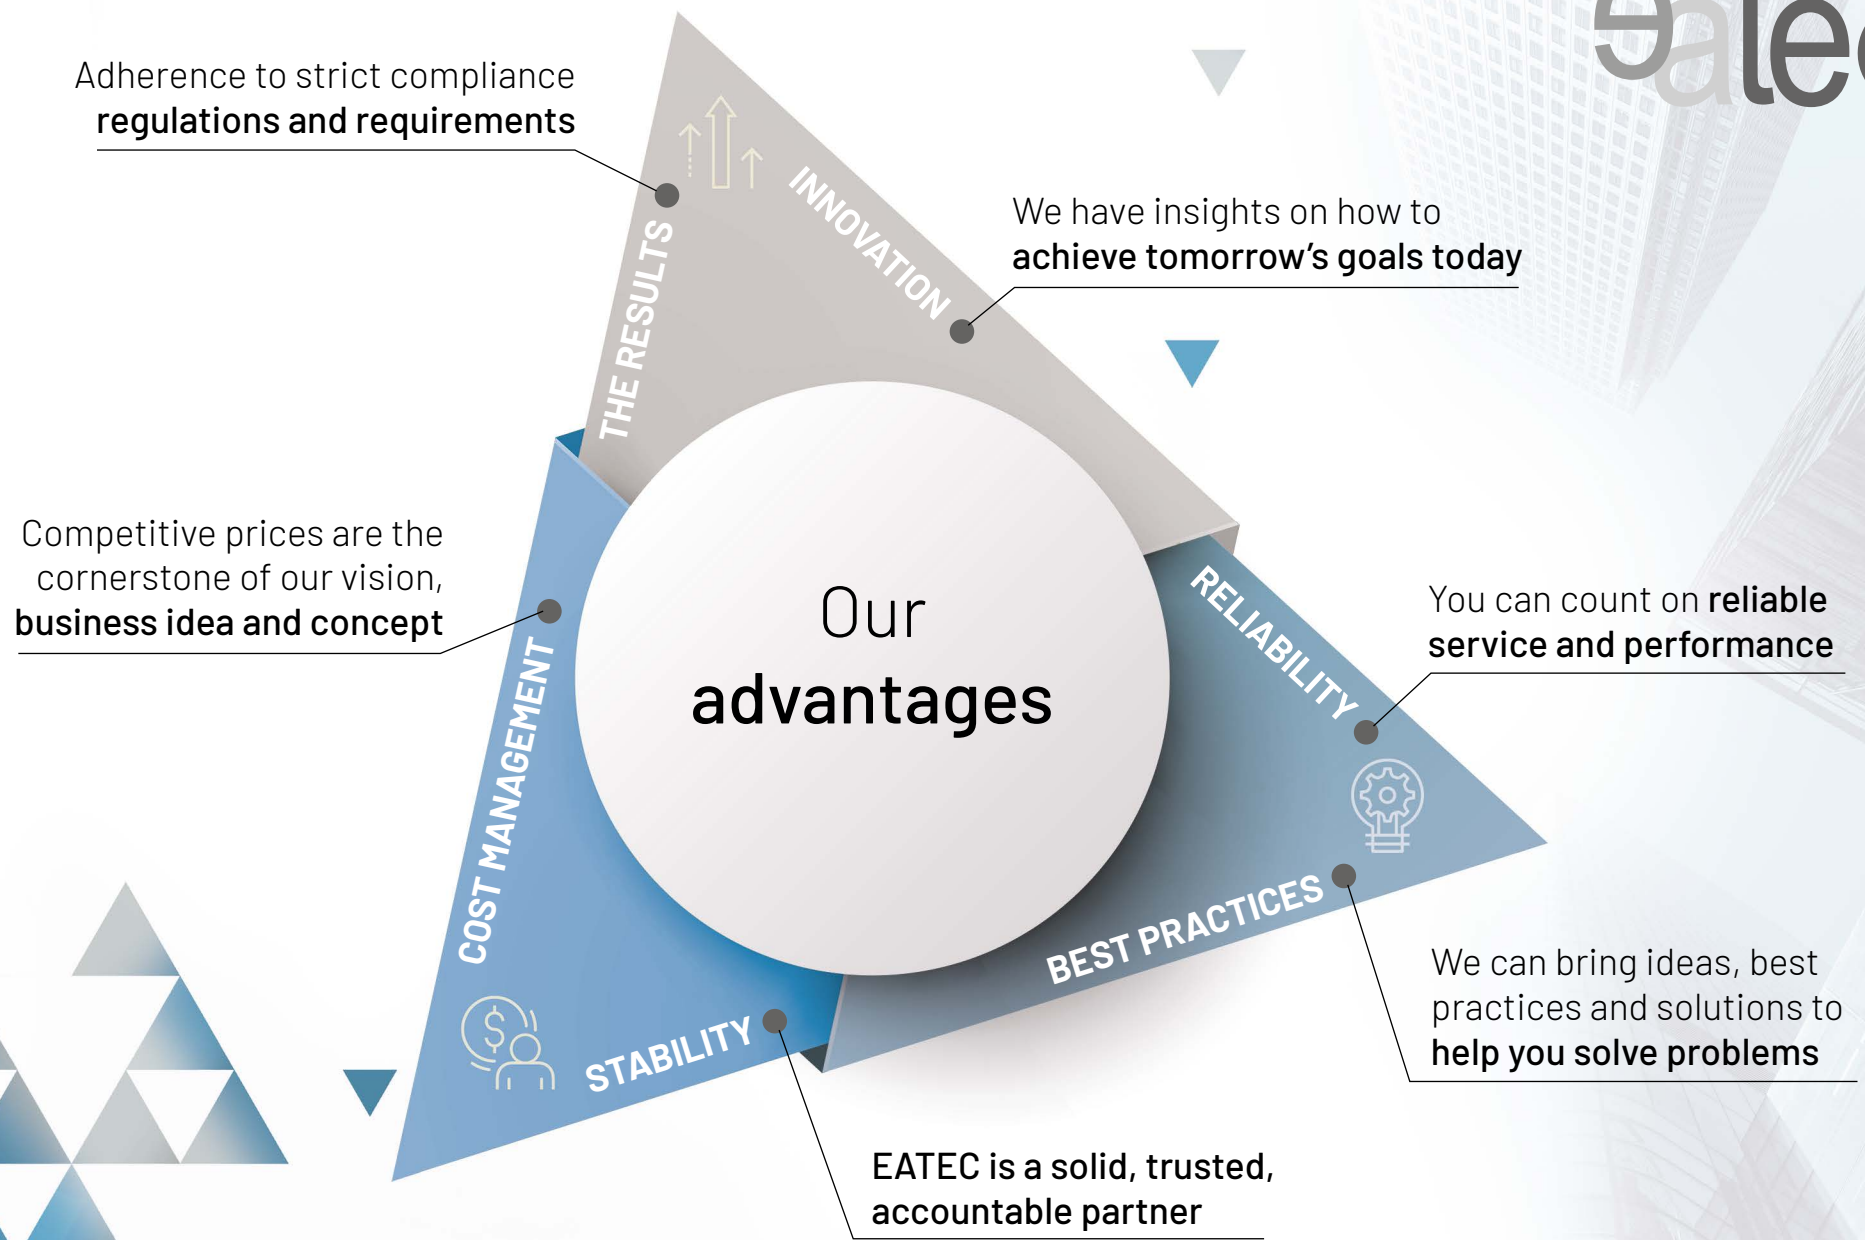 eatec
Adherence to strict compliance
regulations and requirements
THE RESULTS
INNOVATION
We have insights on how to
achieve tomorrow's goals today
Competitive prices are the
cornerstone of our vision,
business idea and concept
COST MANAGEMENT
Our
advantages
RELIABILITY
You can count on reliable
service and performance
BEST PRACTICES
We can bring ideas, best
practices and solutions to
help you solve problems
STABILITY
EATEC is a solid, trusted,
accountable partner